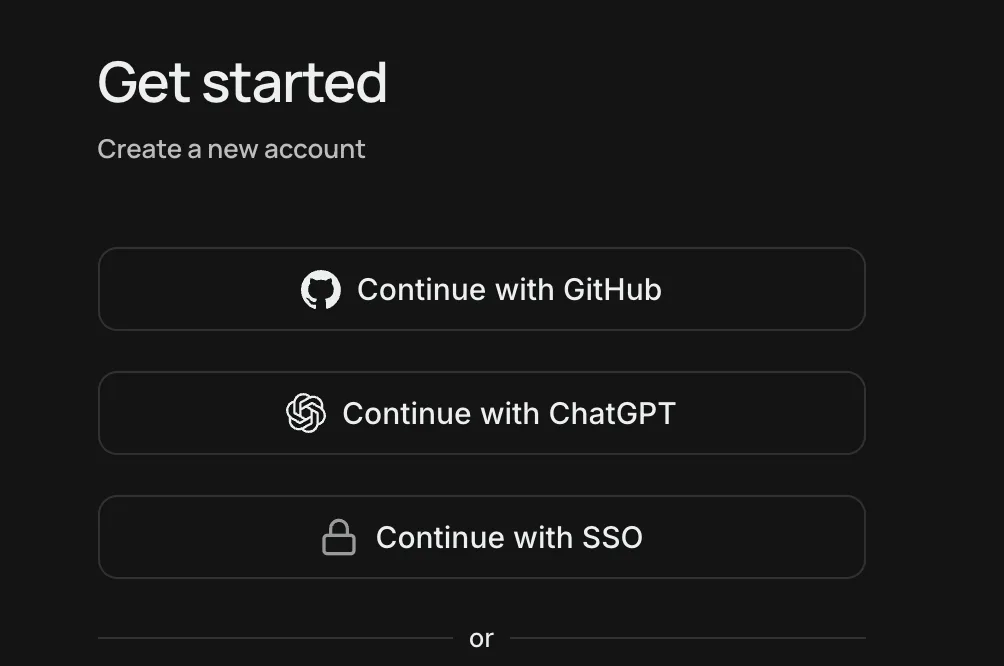 Get started
Create a new account
Continue with GitHub
Continue with ChatGPT
Continue with SSO
or